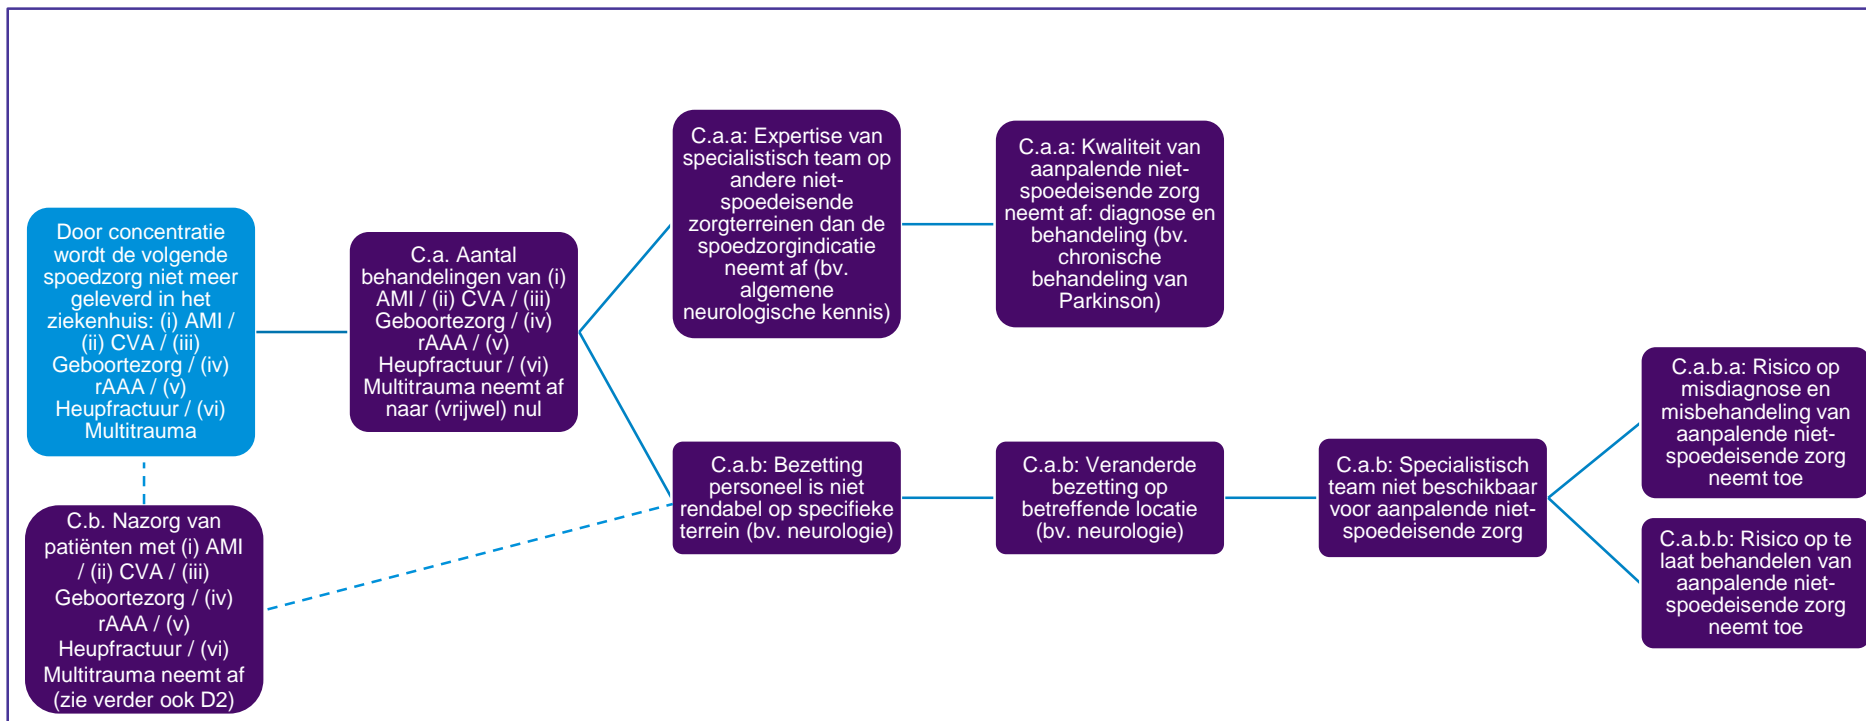 Door concentratie
wordt de volgende
spoedzorg niet meer
geleverd in het
ziekenhuis: (i) AMI /
(ii) CVA / (iii)
Geboortezorg / (iv)
rAAA / (v)
Heupfractuur / (vi)
Multitrauma
C.b. Nazorg van
patiënten met (i) AMI
/ (ii) CVA / (iii)
Geboortezorg / (iv)
rAAA / (v)
Heupfractuur / (vi)
Multitrauma neemt af
(zie verder ook D2)
C.a. Aantal
behandelingen van (i)
AMI / (ii) CVA / (iii)
Geboortezorg / (iv)
rAAA / (v)
Heupfractuur / (vi)
Multitrauma neemt af
naar (vrijwel) nul
C.a.a: Expertise van
specialistisch team op
andere niet-
spoedeisende
zorgterreinen dan de
spoedzorgindicatie
neemt af (bv.
algemene
neurologische kennis)
C.a.a: Kwaliteit van
aanpalende niet-
spoedeisende zorg
neemt af: diagnose en
behandeling (bv.
chronische
behandeling van
Parkinson)
C.a.b: Bezetting
personeel is niet
rendabel op specifieke
terrein (bv. neurologie)
C.a.b: Veranderde
bezetting op
betreffende locatie
(bv. neurologie)
C.a.b: Specialistisch
team niet beschikbaar
voor aanpalende niet-
spoedeisende zorg
C.a.b.a: Risico op
misdiagnose en
misbehandeling van
aanpalende niet-
spoedeisende zorg
neemt toe
C.a.b.b: Risico op te
laat behandelen van
aanpalende niet-
spoedeisende zorg
neemt toe